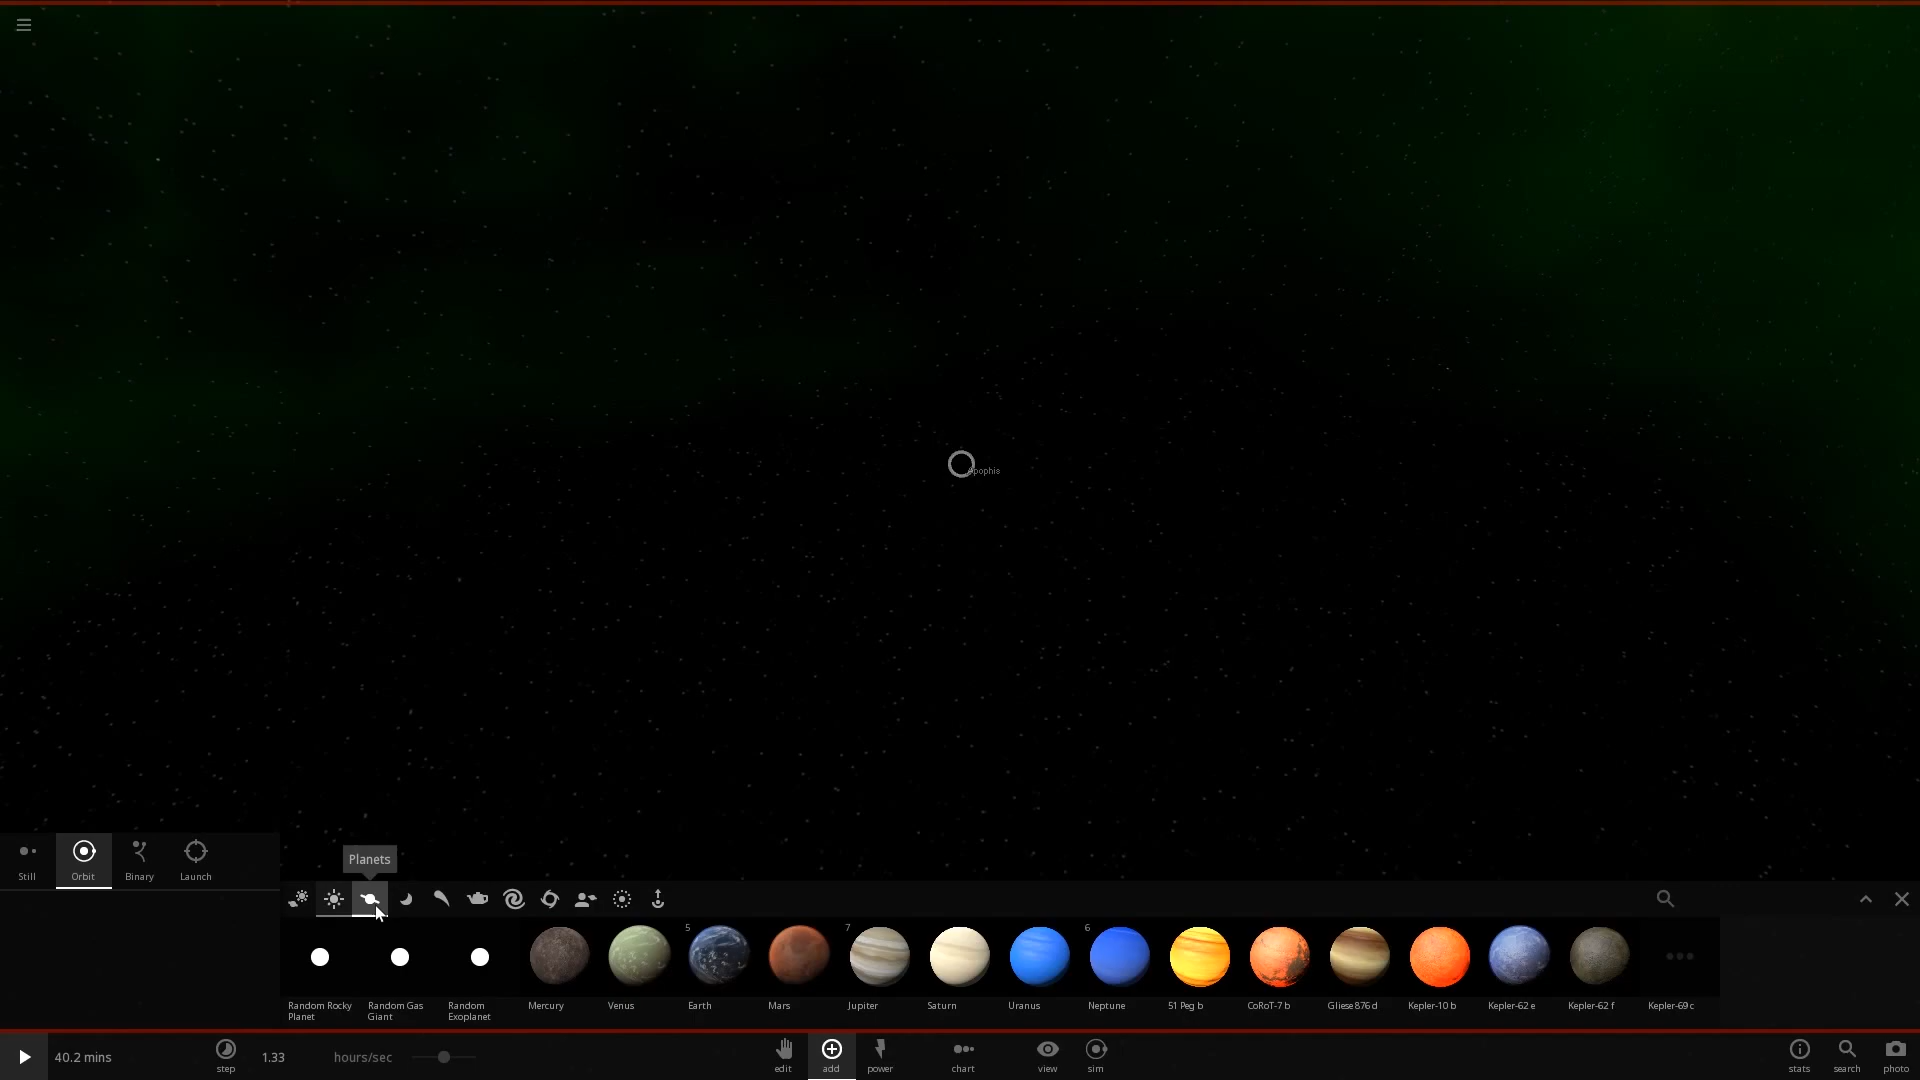 Apophis
Still
Orbit
Binary
Launch
Planets
5
7
6
Random Rocky
Planet
Random Gas
Giant
Random
Exoplanet
Mercury
Venus
Earth
Mars
Jupiter
Saturn
Uranus
Neptune
51 Peg b
CoRoT-7 b
Gliese 876 d
Kepler-10 b
Kepler-62 e
Kepler-62 f
Kepler-69 c
40.2 mins
step
1.33
hours/sec
edit
add
power
chart
view
sim
stats
search
photo